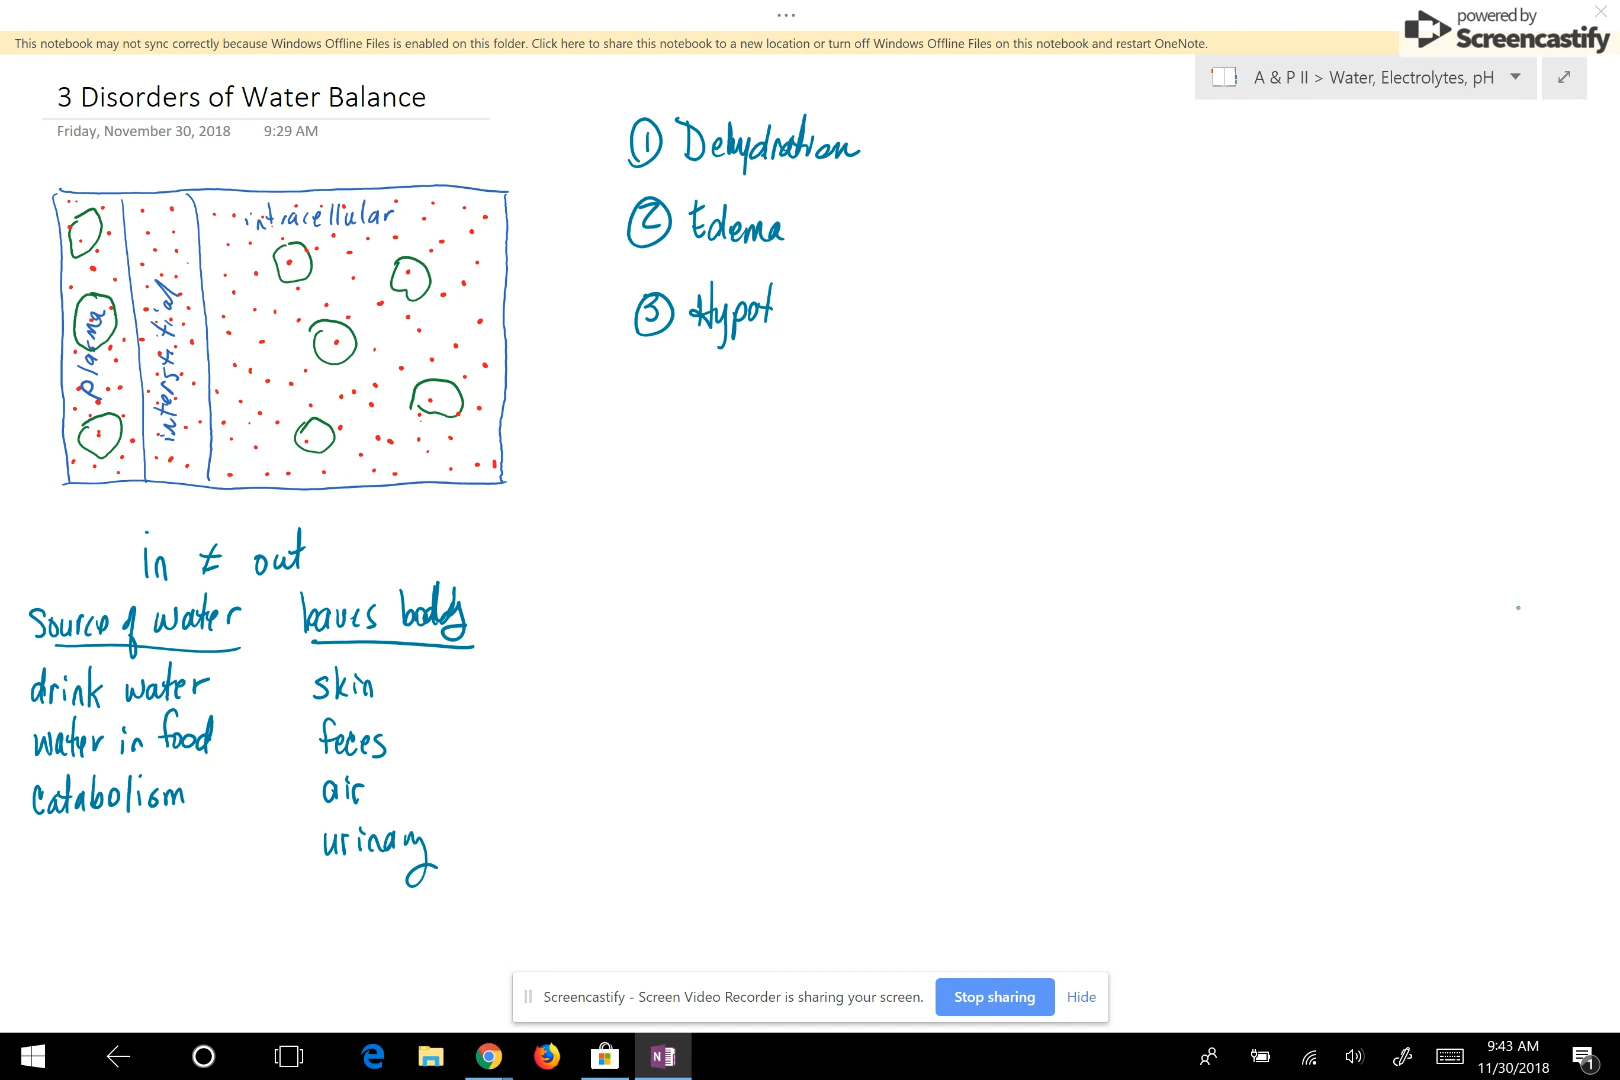 ...
powered by
Screencastify
This notebook may not sync correctly because Windows Offline Files is enabled on this folder. Click here to share this notebook to a new location or turn off Windows Offline Files on this notebook and restart OneNote.
A & P II > Water, Electrolytes, pH
3 Disorders of Water Balance
Friday, November 30, 2018 9:29 AM
plasma
interstitial
intracellular
① Dehydration
② Edema
③ Hypot
in ≠ out
Source of water
drink water
water in food
catabolism
leaves body
skin
feces
air
urinary
Screencastify - Screen Video Recorder is sharing your screen.
Stop sharing
Hide
9:43 AM
11/30/2018
1